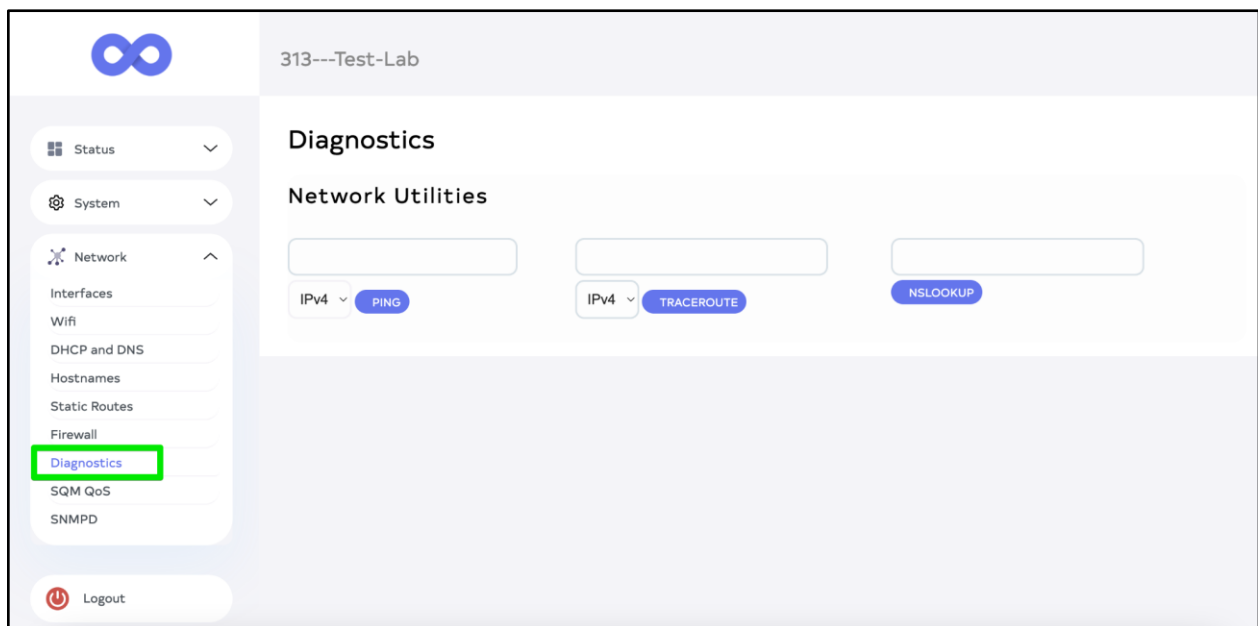 313---Test-Lab
Status
System
Network
Interfaces
Wifi
DHCP and DNS
Hostnames
Static Routes
Firewall
Diagnostics
SQM QoS
SNMPD
Logout
Diagnostics
Network Utilities
IPv4 PING
IPv4 TRACEROUTE
NSLOOKUP